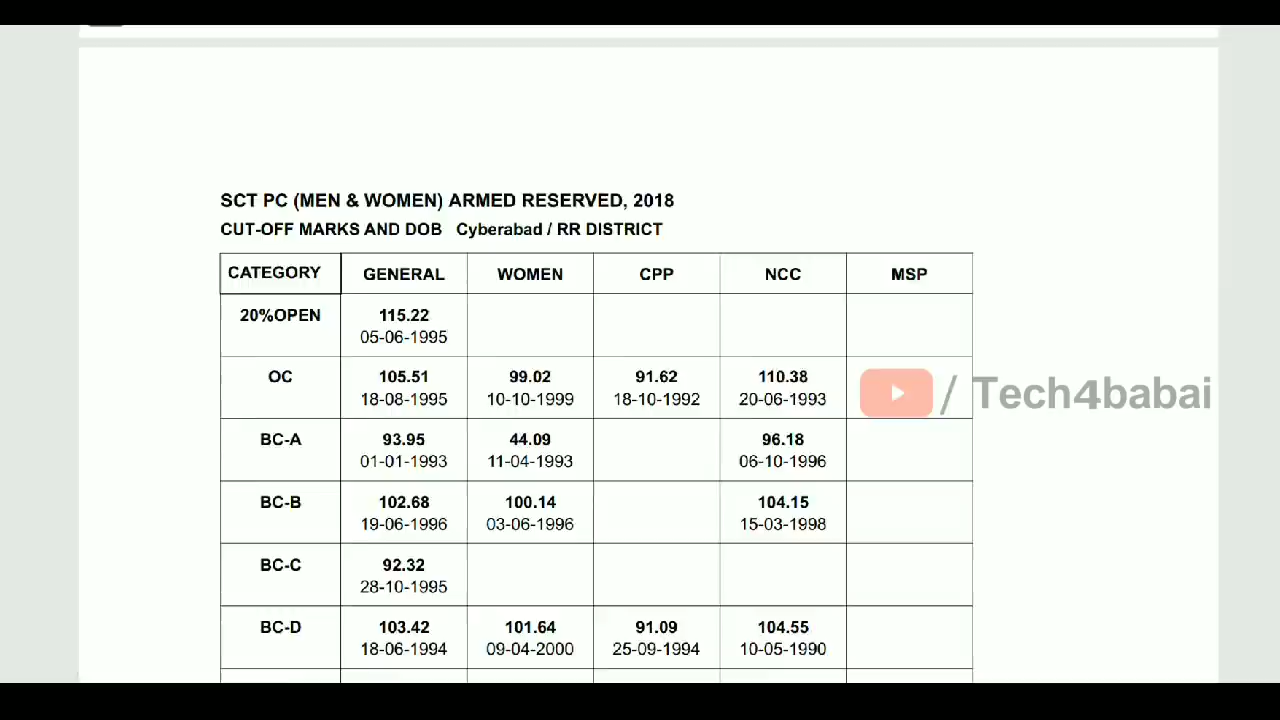 SCT PC (MEN & WOMEN) ARMED RESERVED, 2018
CUT-OFF MARKS AND DOB Cyberabad / RR DISTRICT
CATEGORY GENERAL WOMEN CPP NCC MSP
20%OPEN 115.22
05-06-1995
OC 105.51 99.02 91.62 110.38
18-08-1995 10-10-1999 18-10-1992 20-06-1993
/ Tech4babai
BC-A 93.95 44.09 96.18
01-01-1993 11-04-1993 06-10-1996
BC-B 102.68 100.14 104.15
19-06-1996 03-06-1996 15-03-1998
BC-C 92.32
28-10-1995
BC-D 103.42 101.64 91.09 104.55
18-06-1994 09-04-2000 25-09-1994 10-05-1990